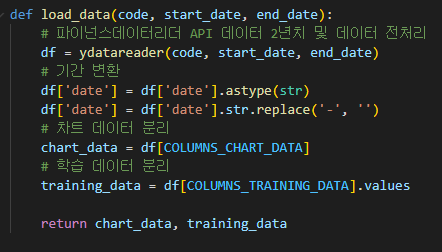 def load_data(code, start_date, end_date):
# 파이넌스데이터리더 API 데이터 2년치 및 데이터 전처리
df = ydatareader(code, start_date, end_date)
# 기간 변환
df['date'] = df['date'].astype(str)
df['date'] = df['date'].str.replace('-', '')
# 차트 데이터 분리
chart_data = df[COLUMNS_CHART_DATA]
# 학습 데이터 분리
training_data = df[COLUMNS_TRAINING_DATA].values
return chart_data, training_data